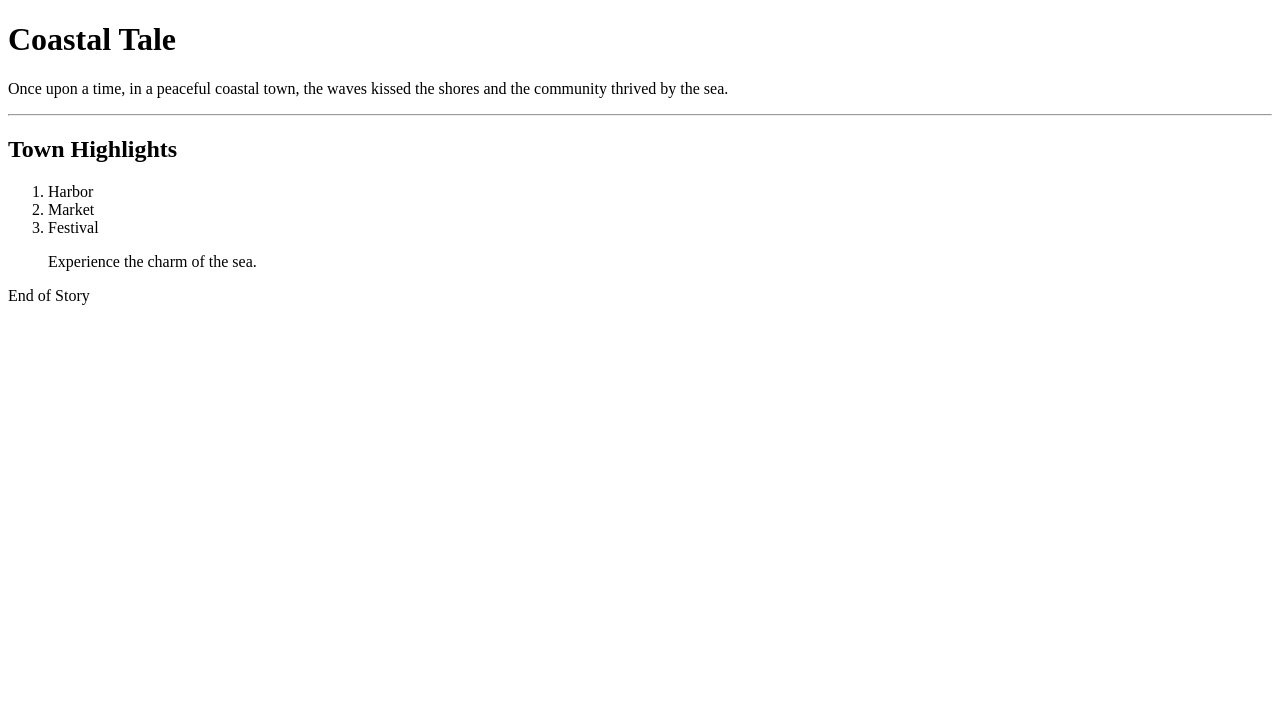 Coastal Tale
Once upon a time, in a peaceful coastal town, the waves kissed the shores and the community thrived by the sea.
Town Highlights
1. Harbor
2. Market
3. Festival
Experience the charm of the sea.
End of Story